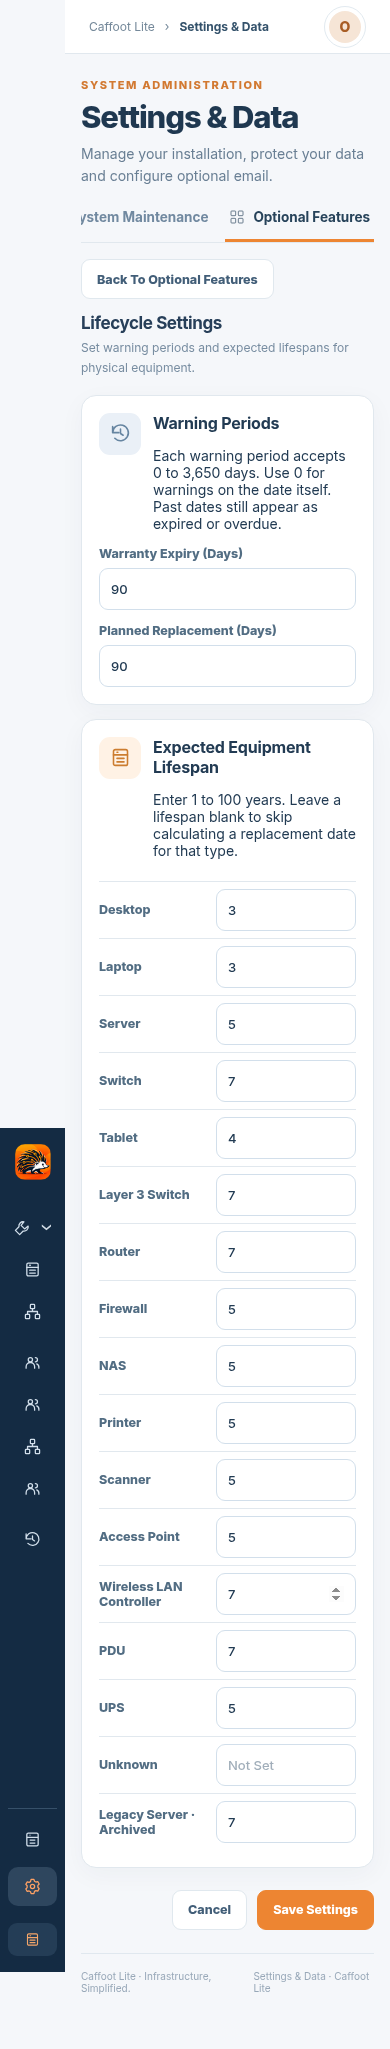 Caffoot Lite › Settings & Data
O
SYSTEM ADMINISTRATION
Settings & Data
Manage your installation, protect your data
and configure optional email.
ystem Maintenance
Optional Features
Back To Optional Features
Lifecycle Settings
Set warning periods and expected lifespans for
physical equipment.
Warning Periods
Each warning period accepts
0 to 3,650 days. Use 0 for
warnings on the date itself.
Past dates still appear as
expired or overdue.
Warranty Expiry (Days)
90
Planned Replacement (Days)
90
Expected Equipment
Lifespan
Enter 1 to 100 years. Leave a
lifespan blank to skip
calculating a replacement date
for that type.
Desktop 3
Laptop 3
Server 5
Switch 7
Tablet 4
Layer 3 Switch 7
Router 7
Firewall 5
NAS 5
Printer 5
Scanner 5
Access Point 5
Wireless LAN
Controller
7
PDU 7
UPS 5
Unknown Not Set
Legacy Server ·
Archived
7
Cancel
Save Settings
Caffoot Lite · Infrastructure,
Simplified.
Settings & Data · Caffoot
Lite